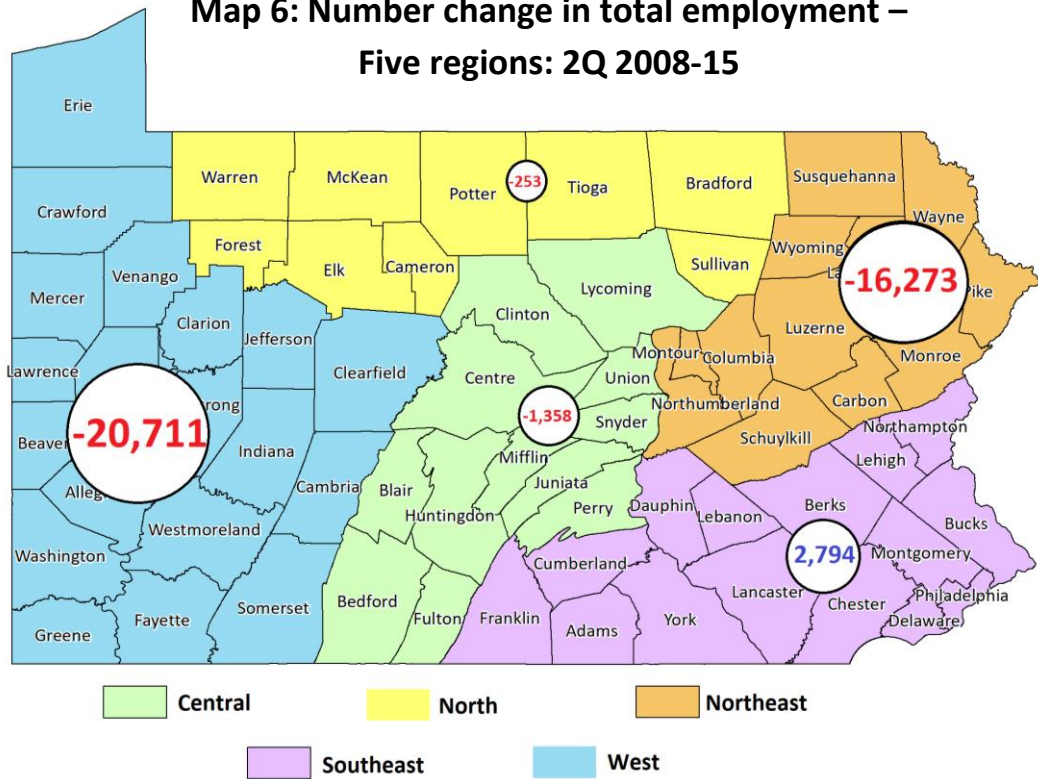 Map 6: Number change in total employment –
Five regions: 2Q 2008-15
Erie
Warren
McKean
Potter
-253
Tioga
Bradford
Susquehanna
Crawford
Wayne
Forest
Wyoming
Venango
Elk
Cameron
Sullivan
La
-16,273
Pike
Mercer
Lycoming
Clinton
Clarion
Jefferson
Luzerne
Lawrence
Clearfield
Centre
Montour
Columbia
Monroe
Union
rong
Northumberland
Carbon
-20,711
-1,358
Snyder
Beaver
Northampton
Schuylkill
Indiana
Mifflin
Lehigh
Cambria
Juniata
Alleg
Blair
Huntingdon
Perry
Dauphin
Lebanon
Berks
Bucks
Westmoreland
Washington
2,794
Montgomery
Cumberland
Lancaster
Philadelphia
Somerset
Bedford
Chester
Fayette
Fulton
Franklin
Adams
York
Delaware
Greene
Central
North
Northeast
Southeast
West